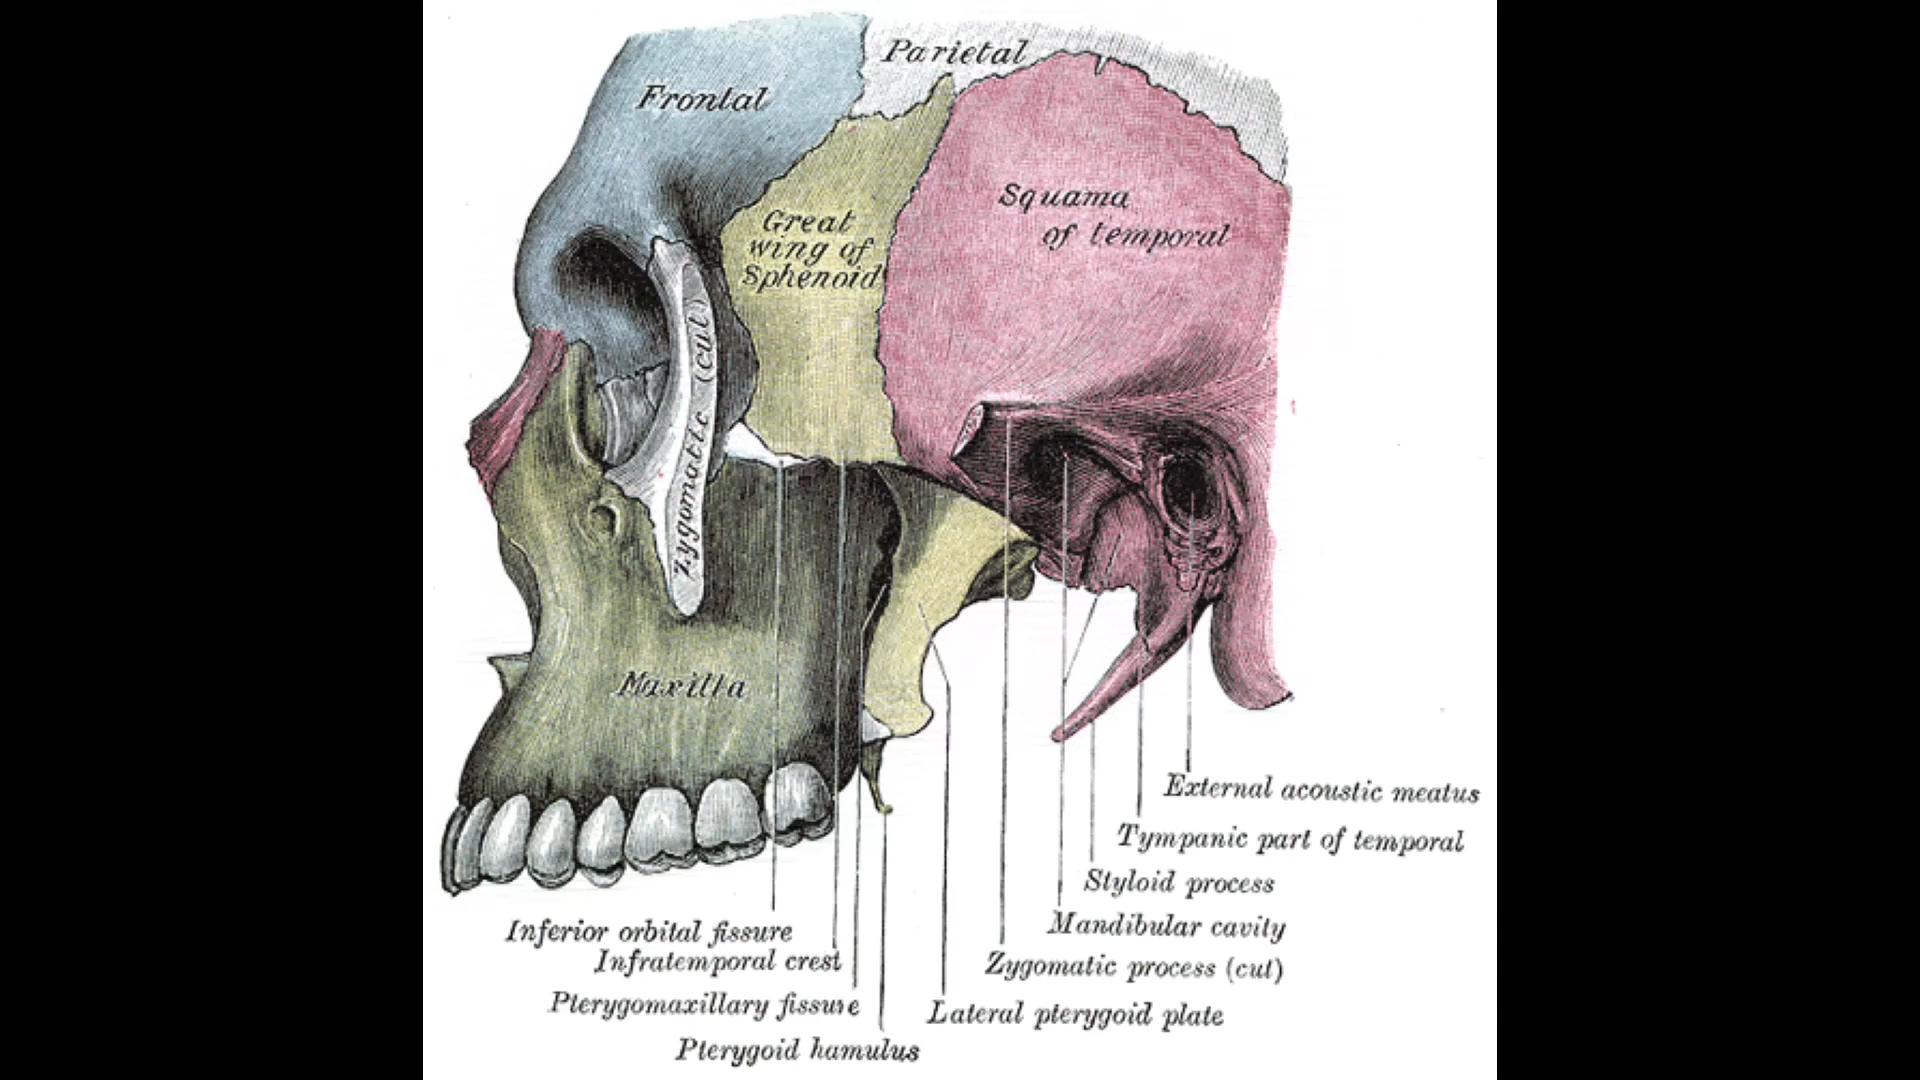 Parietal
Frontal
Squama
of temporal
Great
wing of
Sphenoid
Zygomatic (cut)
Maxilla
External acoustic meatus
Tympanic part of temporal
Styloid process
Mandibular cavity
Zygomatic process (cut)
Lateral pterygoid plate
Inferior orbital fissure
Infratemporal crest
Pterygomaxillary fissure
Pterygoid hamulus